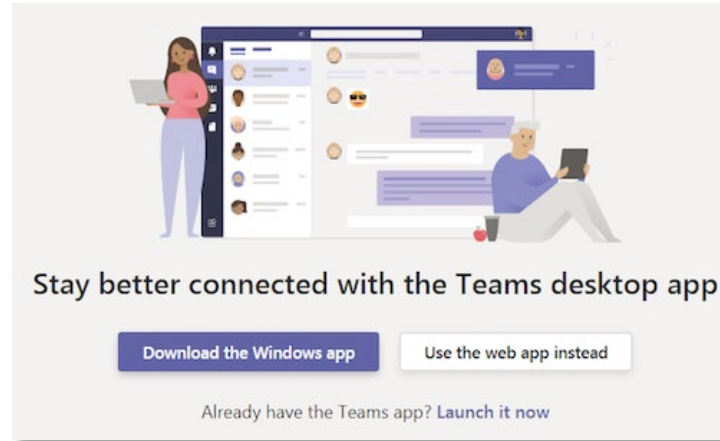 Stay better connected with the Teams desktop app
Download the Windows app
Use the web app instead
Already have the Teams app? Launch it now